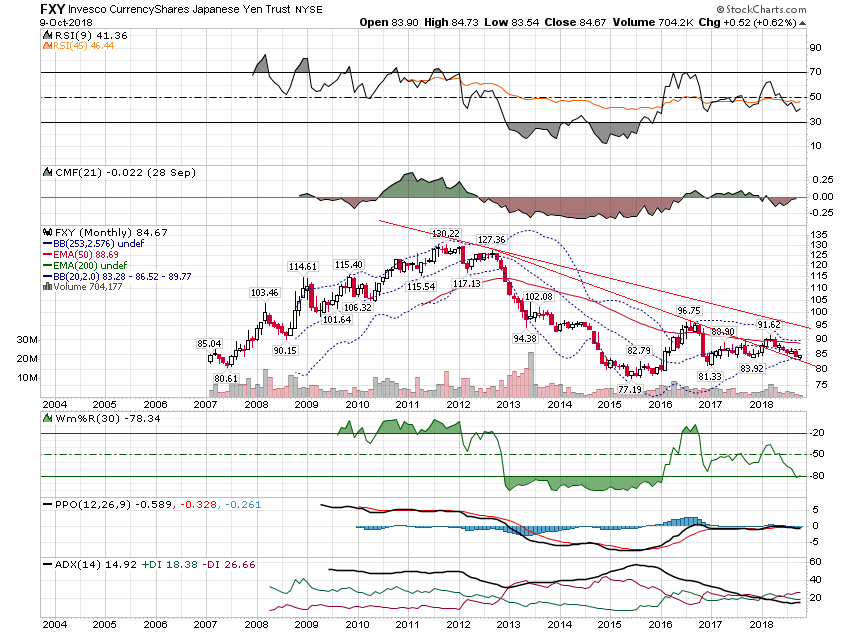 FXY Invesco CurrencyShares Japanese Yen Trust NYSE
© StockCharts.com
9-Oct-2018
Open 83.90 High 84.73 Low 83.54 Close 84.67 Volume 704.2K Chg +0.52 (+0.62%)
RSI(9) 41.36
RSI(45) 46.44
90
70
50
30
10
CMF(21) -0.022 (28 Sep)
0.25
0.00
-0.25
FXY (Monthly) 84.67
BB(253,2.576) undef
EMA(50) 88.69
EMA(200) undef
BB(20,2.0) 83.28 - 86.52 - 89.77
Volume 704,177
130.22
127.36
114.61
115.40
103.46
115.54
117.13
106.32
101.64
102.08
85.04
90.15
80.61
94.38
96.75
88.90
91.62
82.79
77.19
81.33
83.92
135
130
125
120
115
110
105
100
95
90
85
80
75
30M
20M
10M
2004 2005 2006 2007 2008 2009 2010 2011 2012 2013 2014 2015 2016 2017 2018
Wm%R(30) -78.34
-20
-50
-80
PPO(12,26,9) -0.589, -0.328, -0.261
5
0
-5
ADX(14) 14.92 +DI 18.38 -DI 26.66
60
40
20
2004 2005 2006 2007 2008 2009 2010 2011 2012 2013 2014 2015 2016 2017 2018